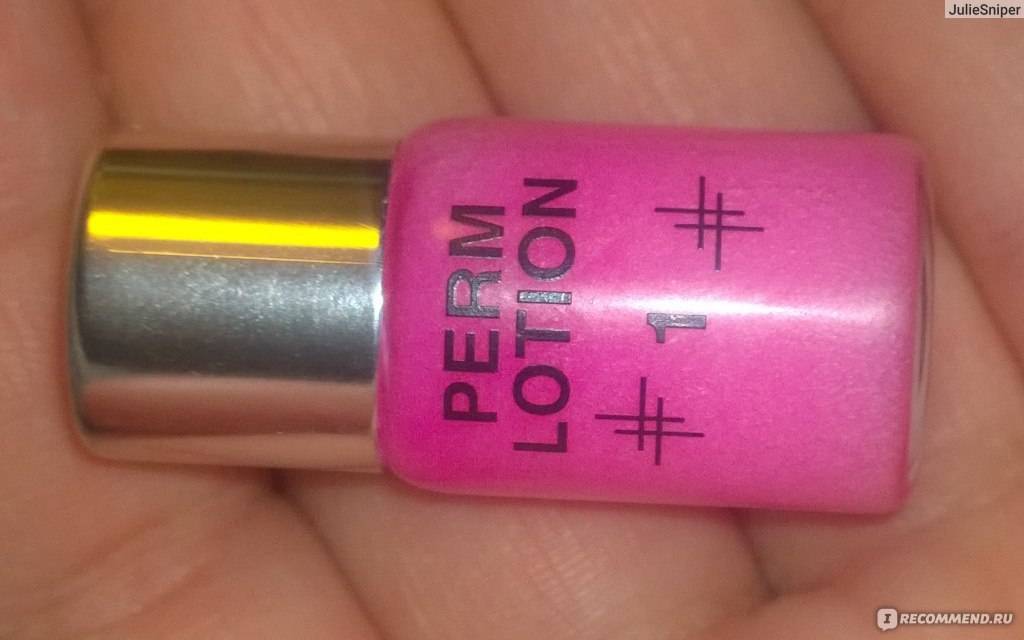 JulieSniper
PERM
LOTION
1
I RECOMMEND.RU